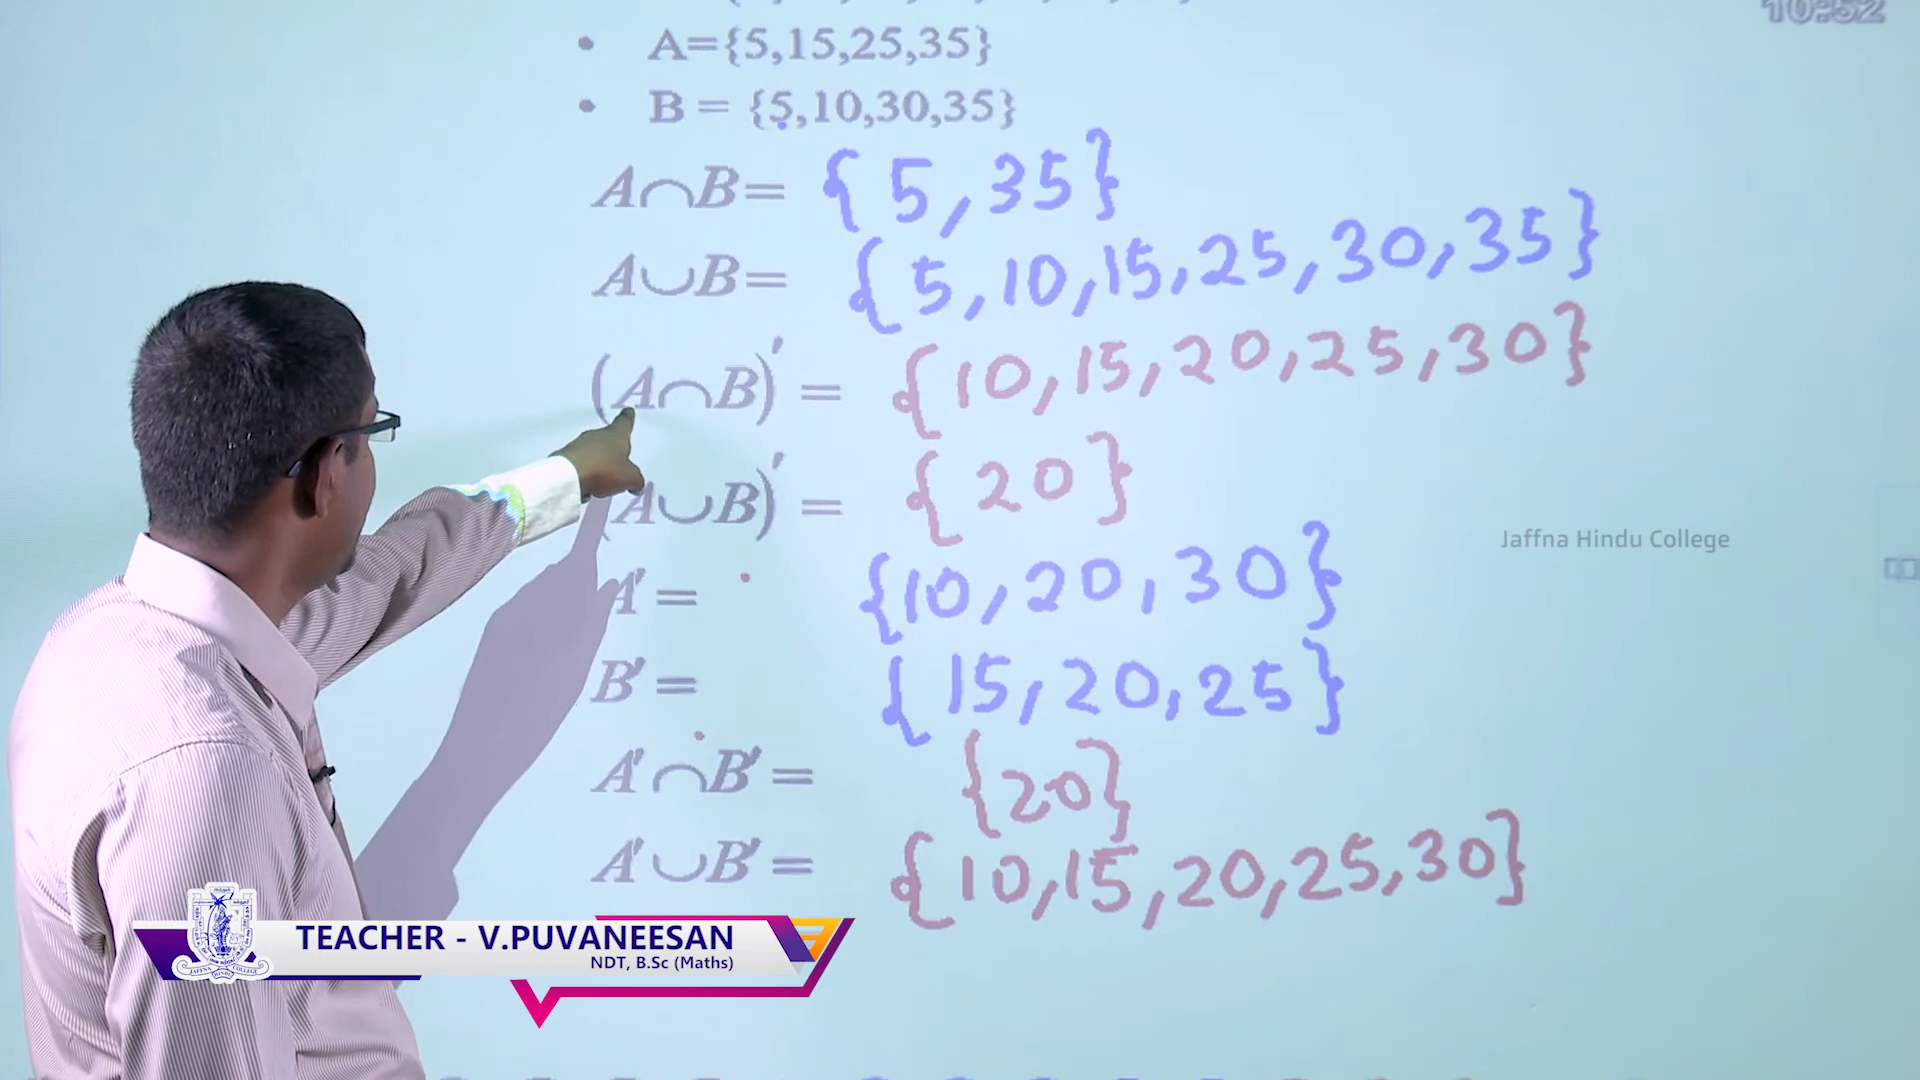 10:52
• A={5,15,25,35}
• B = {5,10,30,35}
A∩B= {5,35}
A∪B= {5,10,15,25,30,35}
(A∩B)′ = {10,15,20,25,30}
(A∪B)′ = {20}
A′ = {10,20,30}
B′ = {15,20,25}
A′∩B′= {20}
A′∪B′= {10,15,20,25,30}
Jaffna Hindu College
TEACHER - V.PUVANEESAN
NDT, B.Sc (Maths)